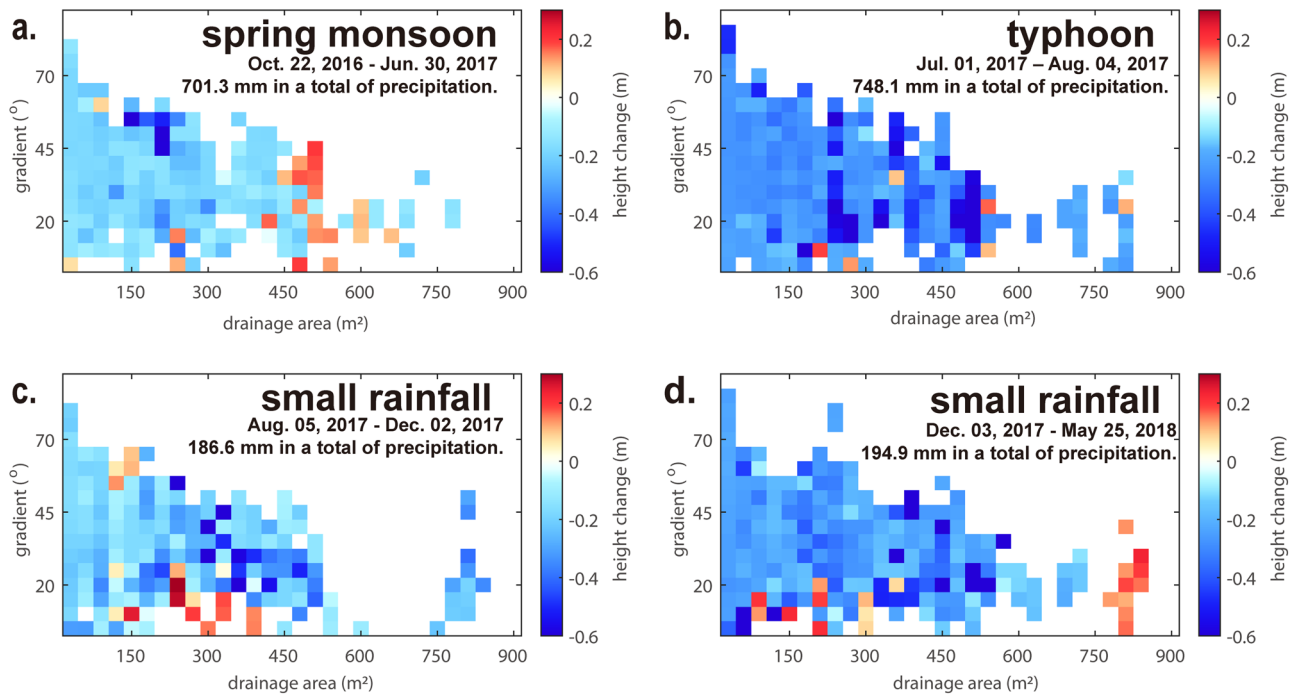 a.
spring monsoon
Oct. 22, 2016 - Jun. 30, 2017
701.3 mm in a total of precipitation.
gradient (°)
70
45
20
150 300 450 600 750 900
drainage area (m²)
0.2
0
-0.2
-0.4
-0.6
height change (m)
b.
typhoon
Jul. 01, 2017 – Aug. 04, 2017
748.1 mm in a total of precipitation.
gradient (°)
70
45
20
150 300 450 600 750 900
drainage area (m²)
0.2
0
-0.2
-0.4
-0.6
height change (m)
c.
small rainfall
Aug. 05, 2017 - Dec. 02, 2017
186.6 mm in a total of precipitation.
gradient (°)
70
45
20
150 300 450 600 750 900
drainage area (m²)
0.2
0
-0.2
-0.4
-0.6
height change (m)
d.
small rainfall
Dec. 03, 2017 - May 25, 2018
194.9 mm in a total of precipitation.
gradient (°)
70
45
20
150 300 450 600 750 900
drainage area (m²)
0.2
0
-0.2
-0.4
-0.6
height change (m)